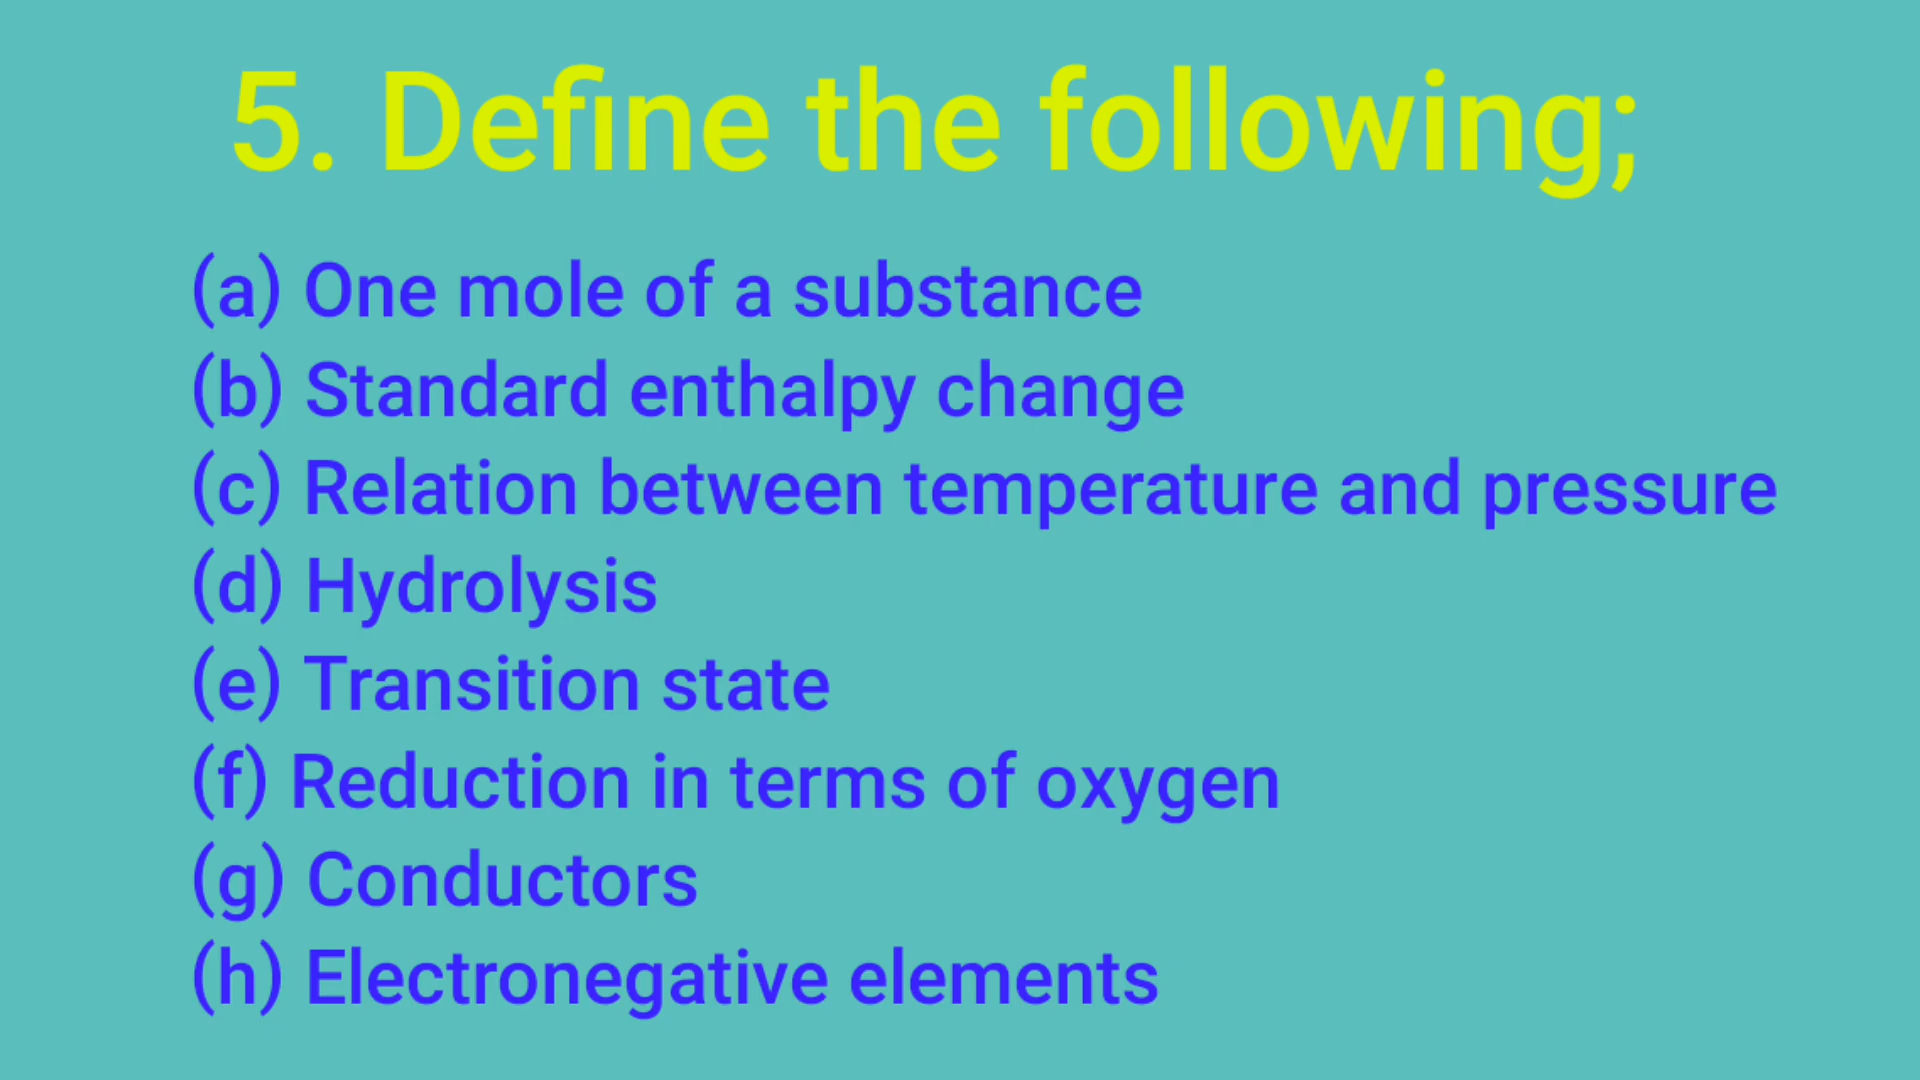 5. Define the following;
(a) One mole of a substance
(b) Standard enthalpy change
(c) Relation between temperature and pressure
(d) Hydrolysis
(e) Transition state
(f) Reduction in terms of oxygen
(g) Conductors
(h) Electronegative elements